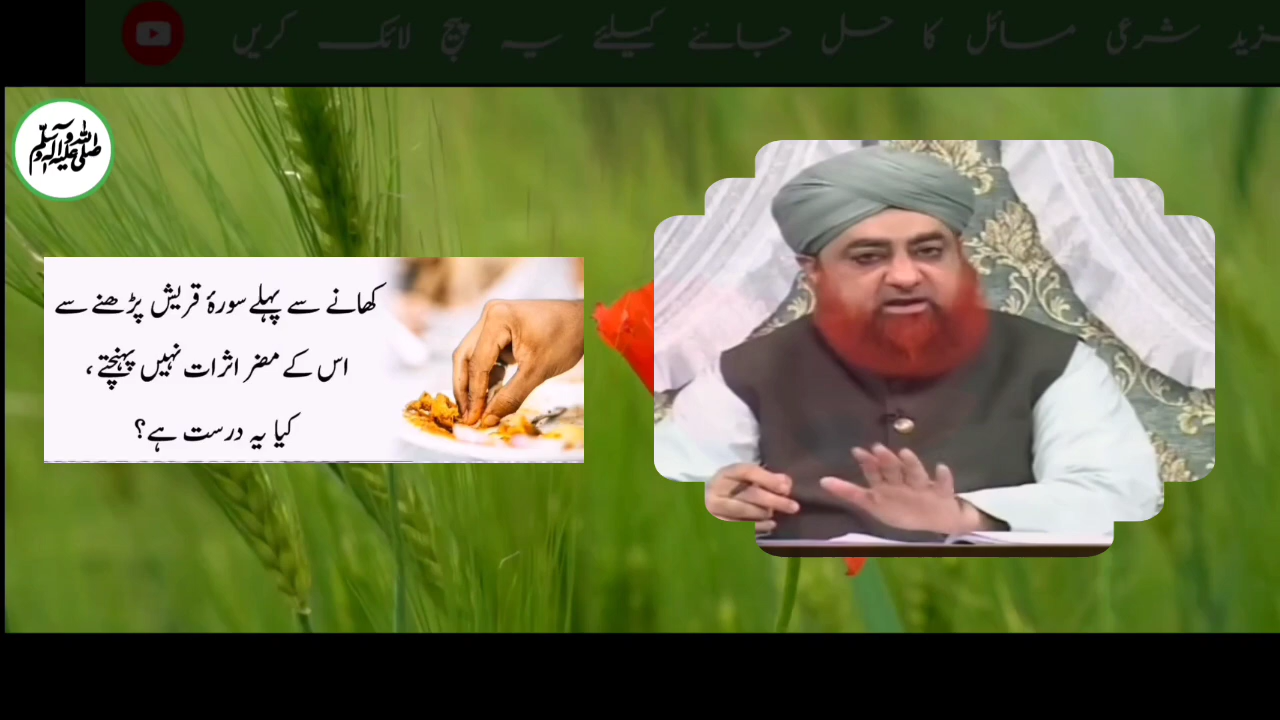 مزید شرعی مسائل کا حل جاننے کیلئے یہ پیج لائک کریں
صلی اللہ علیہ وآلہ وسلم
کھانے سے پہلے سورۂ قریش پڑھنے سے
اس کے مضر اثرات نہیں پہنچتے،
کیا یہ درست ہے؟